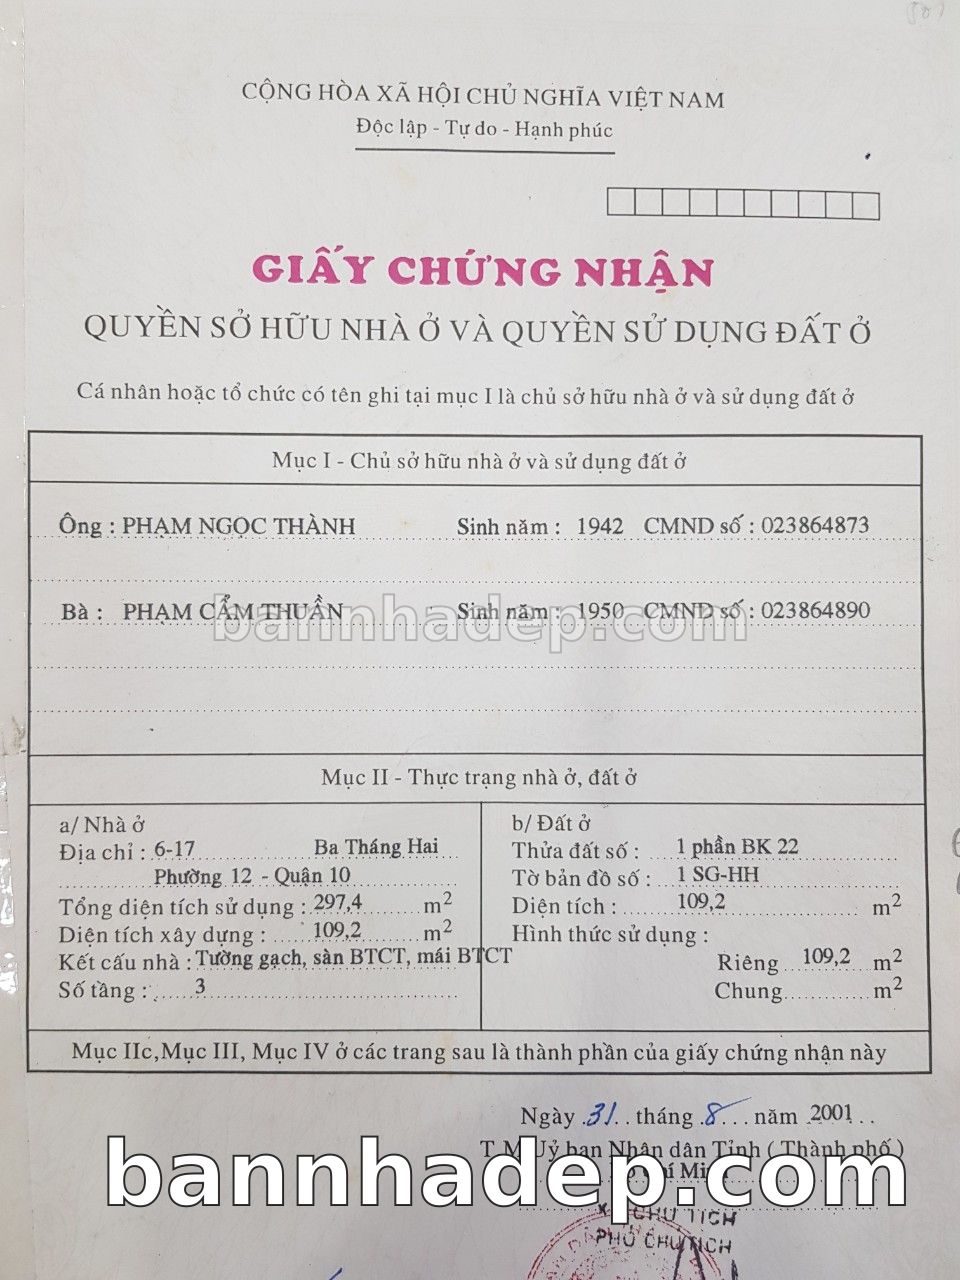 CỘNG HÒA XÃ HỘI CHỦ NGHĨA VIỆT NAM
Độc lập - Tự do - Hạnh phúc
GIẤY CHỨNG NHẬN
QUYỀN SỞ HỮU NHÀ Ở VÀ QUYỀN SỬ DỤNG ĐẤT Ở
Cá nhân hoặc tổ chức có tên ghi tại mục I là chủ sở hữu nhà ở và sử dụng đất ở
Mục I - Chủ sở hữu nhà ở và sử dụng đất ở
Ông : PHẠM NGỌC THÀNH Sinh năm : 1942 CMND số : 023864873
Bà : PHẠM CẨM THUẦN Sinh năm : 1950 CMND số : 023864890
bannhadep.com
Mục II - Thực trạng nhà ở, đất ở
a/ Nhà ở
Địa chỉ : 6-17 Ba Tháng Hai
Phường 12 - Quận 10
Tổng diện tích sử dụng : 297,4 m2
Diện tích xây dựng : 109,2 m2
Kết cấu nhà : Tường gạch, sàn BTCT, mái BTCT
Số tầng : 3
b/ Đất ở
Thửa đất số : 1 phần BK 22
Tờ bản đồ số : 1 SG-HH
Diện tích : 109,2 m2
Hình thức sử dụng :
Riêng 109,2 m2
Chung m2
Mục IIc,Mục III, Mục IV ở các trang sau là thành phần của giấy chứng nhận này
Ngày 31 tháng 8 năm 2001
T.M Uỷ ban Nhân dân Tỉnh ( Thành phố )
bannhadep.com
CHỦ TỊCH
PHÓ CHỦ TỊCH